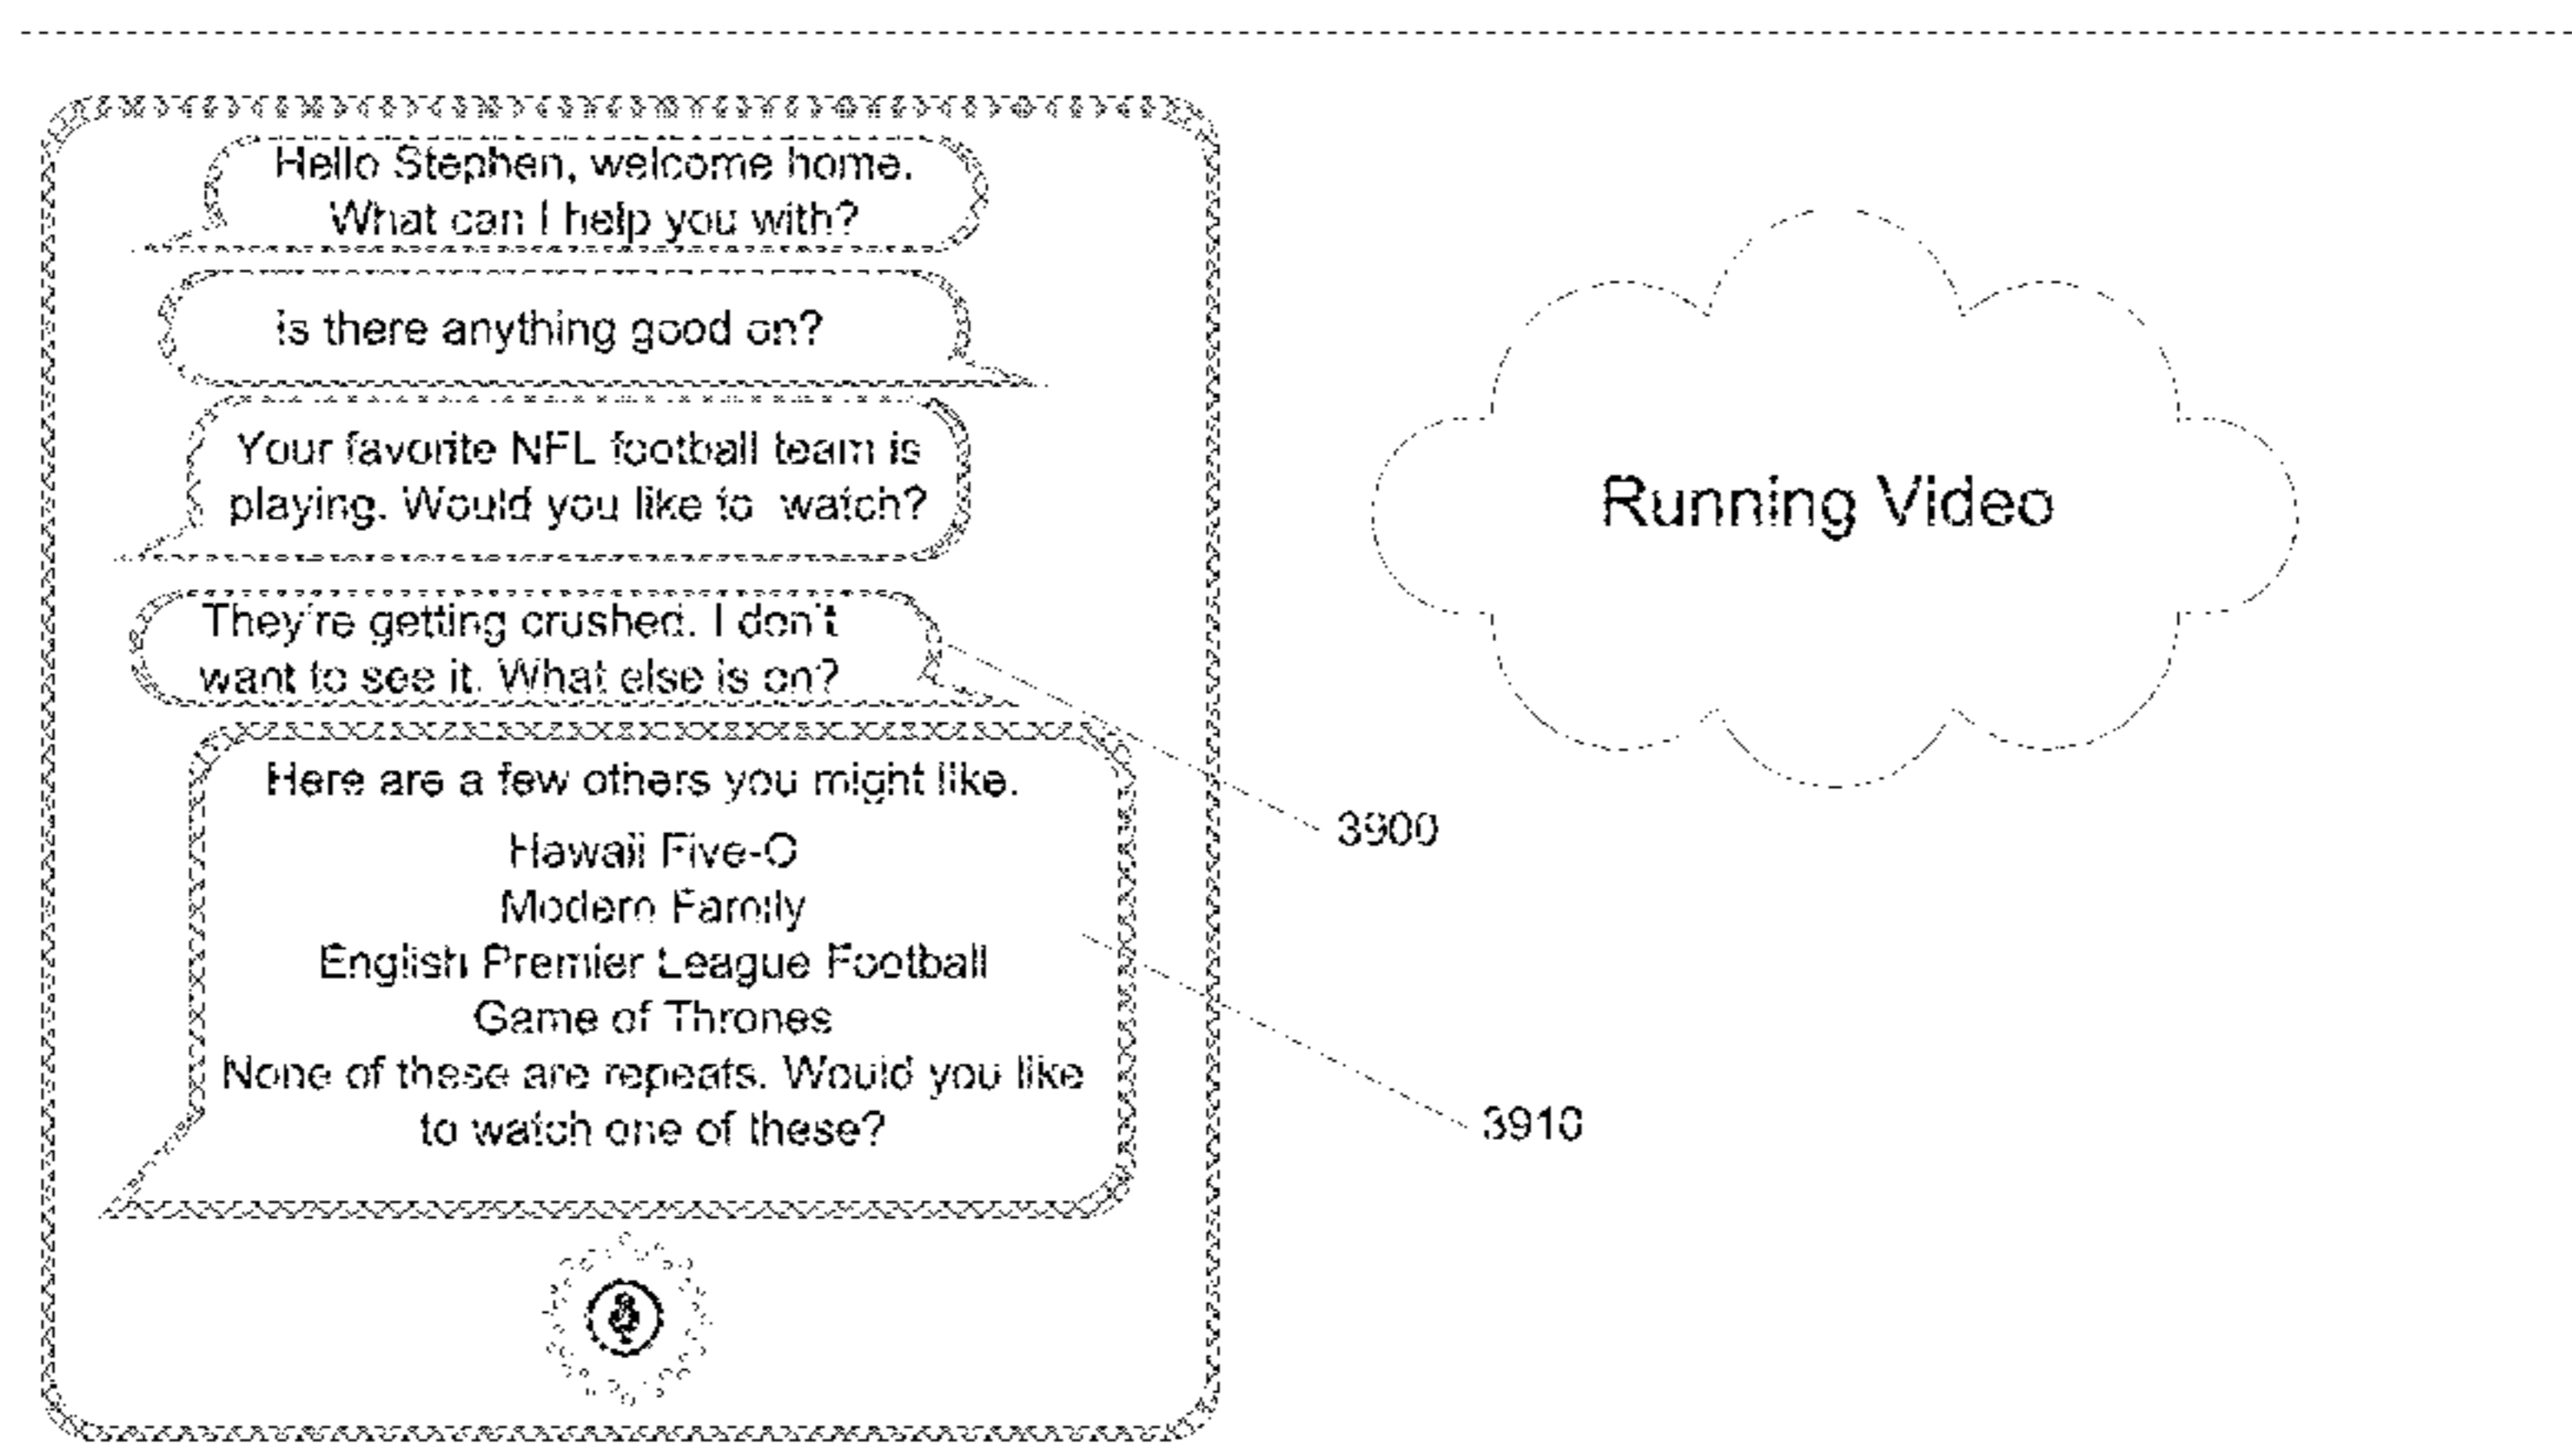 Hello Stephen, welcome home.
What can I help you with?
is there anything good on?
Your favorite NFL football team is
playing. Would you like to watch?
They're getting crushed. I don't
want to see it. What else is on?
Here are a few others you might like.
Hawaii Five-O
Modern Family
English Premier League Football
Game of Thrones
None of these are repeats. Would you like
to watch one of these?
Running Video
3900
3910